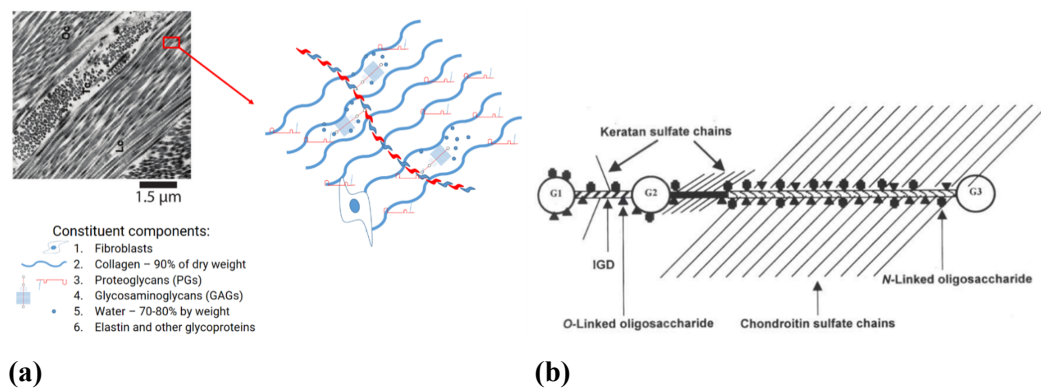 1.5 µm
Constituent components:
1. Fibroblasts
2. Collagen – 90% of dry weight
3. Proteoglycans (PGs)
4. Glycosaminoglycans (GAGs)
5. Water – 70-80% by weight
6. Elastin and other glycoproteins
(a)
Keratan sulfate chains
G1
G2
G3
IGD
N-Linked oligosaccharide
O-Linked oligosaccharide
Chondroitin sulfate chains
(b)